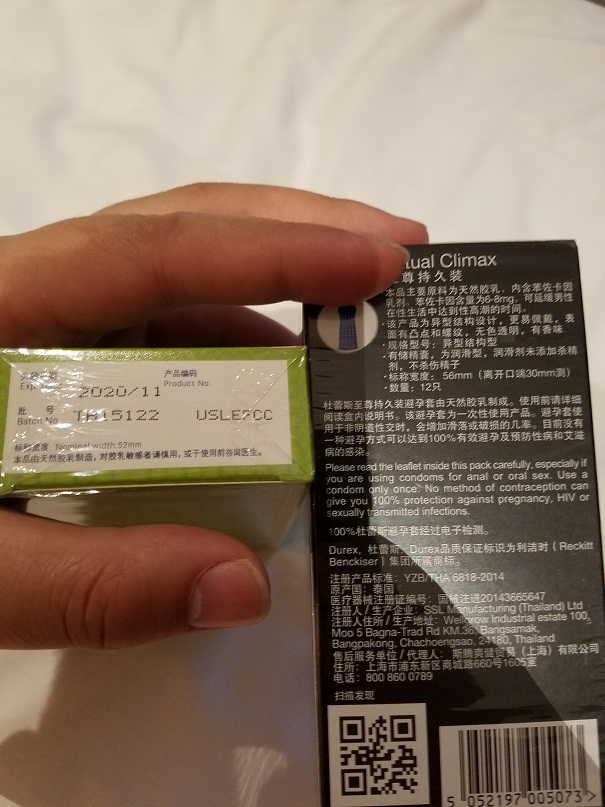 失效日期
产品编码
Exp. Date
2020/11
Product No.
批 号
Batch No.
TH15122
USLE7CC
标称宽度 Nominal width:52mm
本品由天然胶乳制造，对胶乳敏感者请慎用，或于使用前咨询医生。
tual Climax
尊持久装
本品主要原料为天然胶乳，内含苯佐卡因
乳剂。苯佐卡因含量为6-8mg，可延缓男性
在性生活中达到性高潮的时间。
·该产品为异型结构设计，更易佩戴，表
面有凸点和螺纹，无色透明，有香味
·规格型号：异型结构型
·有储精囊，为润滑型，润滑剂未添加杀精
剂，不杀伤精子
·标称宽度：56mm（离开口端30mm测）
·数量：12只
杜蕾斯至尊持久装避孕套由天然胶乳制成。使用前请详细
阅读盒内说明书。该避孕套为一次性使用产品。避孕套使
用于非阴道性交时，会增加滑落或破损的几率。目前没有
一种避孕方式可以达到100%有效避孕及预防性病和艾滋
病的感染。
Please read the leaflet inside this pack carefully, especially if
you are using condoms for anal or oral sex. Use a
condom only once. No method of contraception can
give you 100% protection against pregnancy, HIV or
sexually transmitted infections.
100%杜蕾斯避孕套经过电子检测。
Durex, 杜蕾斯, Durex品质保证标识为利洁时（Reckitt
Benckiser）集团所属商标。
注册产品标准：YZB/THA 6818-2014
原产国：泰国
医疗器械注册证编号：国械注进20143665647
注册人／生产企业：SSL Manufacturing (Thailand) Ltd
注册人住所／生产地址：Wellgrow Industrial estate 100,
Moo 5 Bagna-Trad Rd KM.36, Bangsamak,
Bangpakong, Chachoengsao, 24180, Thailand
售后服务单位／代理人：斯腾爽健贸易（上海）有限公司
住所：上海市浦东新区商城路660号1605室
电话：800 860 0789
扫描发现
5 052197 005073 >